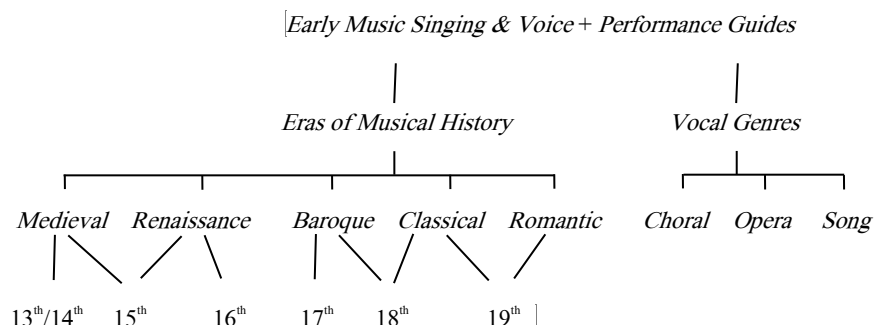 Early Music Singing & Voice + Performance Guides
Eras of Musical History Vocal Genres
Medieval Renaissance Baroque Classical Romantic Choral Opera Song
13th/14th 15th 16th 17th 18th 19th